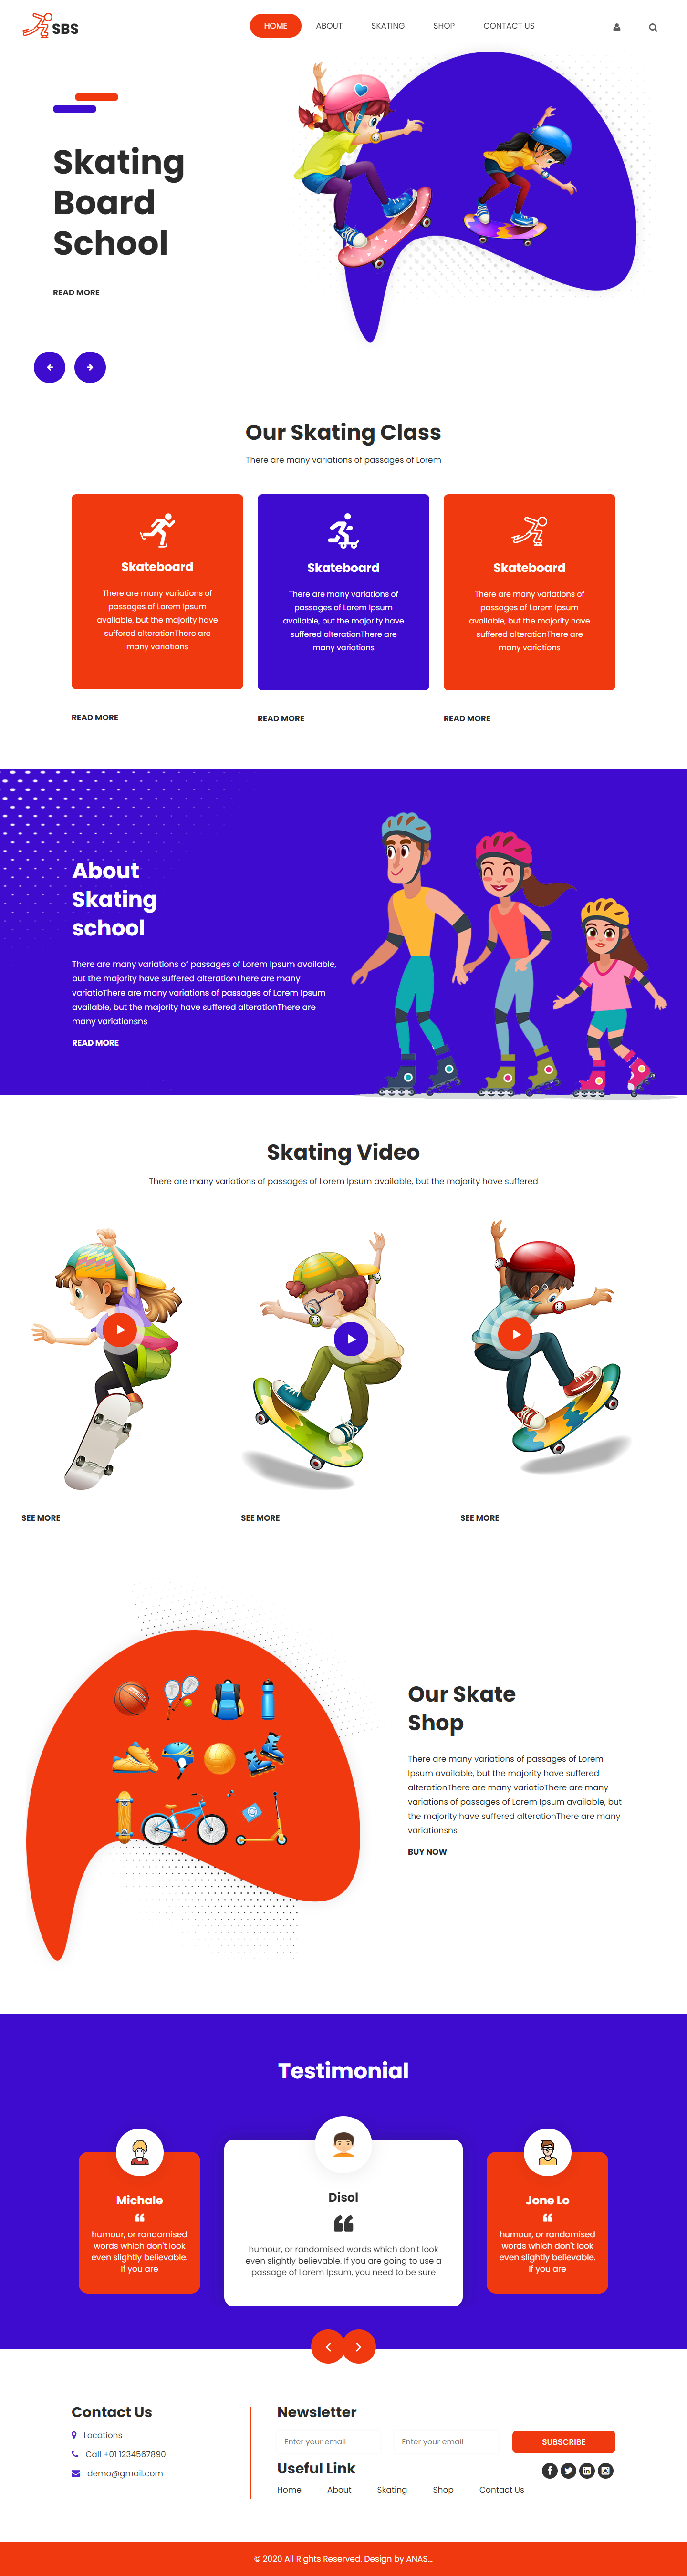 SBS
HOME ABOUT SKATING SHOP CONTACT US
Skating
Board
School
READ MORE
Our Skating Class
There are many variations of passages of Lorem
Skateboard
There are many variations of
passages of Lorem Ipsum
available, but the majority have
suffered alterationThere are
many variations
READ MORE
Skateboard
There are many variations of
passages of Lorem Ipsum
available, but the majority have
suffered alterationThere are
many variations
READ MORE
Skateboard
There are many variations of
passages of Lorem Ipsum
available, but the majority have
suffered alterationThere are
many variations
READ MORE
About
Skating
school
There are many variations of passages of Lorem Ipsum available,
but the majority have suffered alterationThere are many
variatioThere are many variations of passages of Lorem Ipsum
available, but the majority have suffered alterationThere are
many variationsns
READ MORE
Skating Video
There are many variations of passages of Lorem Ipsum available, but the majority have suffered
SEE MORE
SEE MORE
SEE MORE
Our Skate
Shop
There are many variations of passages of Lorem
Ipsum available, but the majority have suffered
alterationThere are many variatioThere are many
variations of passages of Lorem Ipsum available, but
the majority have suffered alterationThere are many
variationsns
BUY NOW
Testimonial
Michale
humour, or randomised
words which don't look
even slightly believable.
If you are
Disol
humour, or randomised words which don't look
even slightly believable. If you are going to use a
passage of Lorem Ipsum, you need to be sure
Jone Lo
humour, or randomised
words which don't look
even slightly believable.
If you are
Contact Us
Locations
Call +01 1234567890
demo@gmail.com
Newsletter
Enter your email Enter your email SUBSCRIBE
Useful Link
Home About Skating Shop Contact Us
© 2020 All Rights Reserved. Design by ANAS...